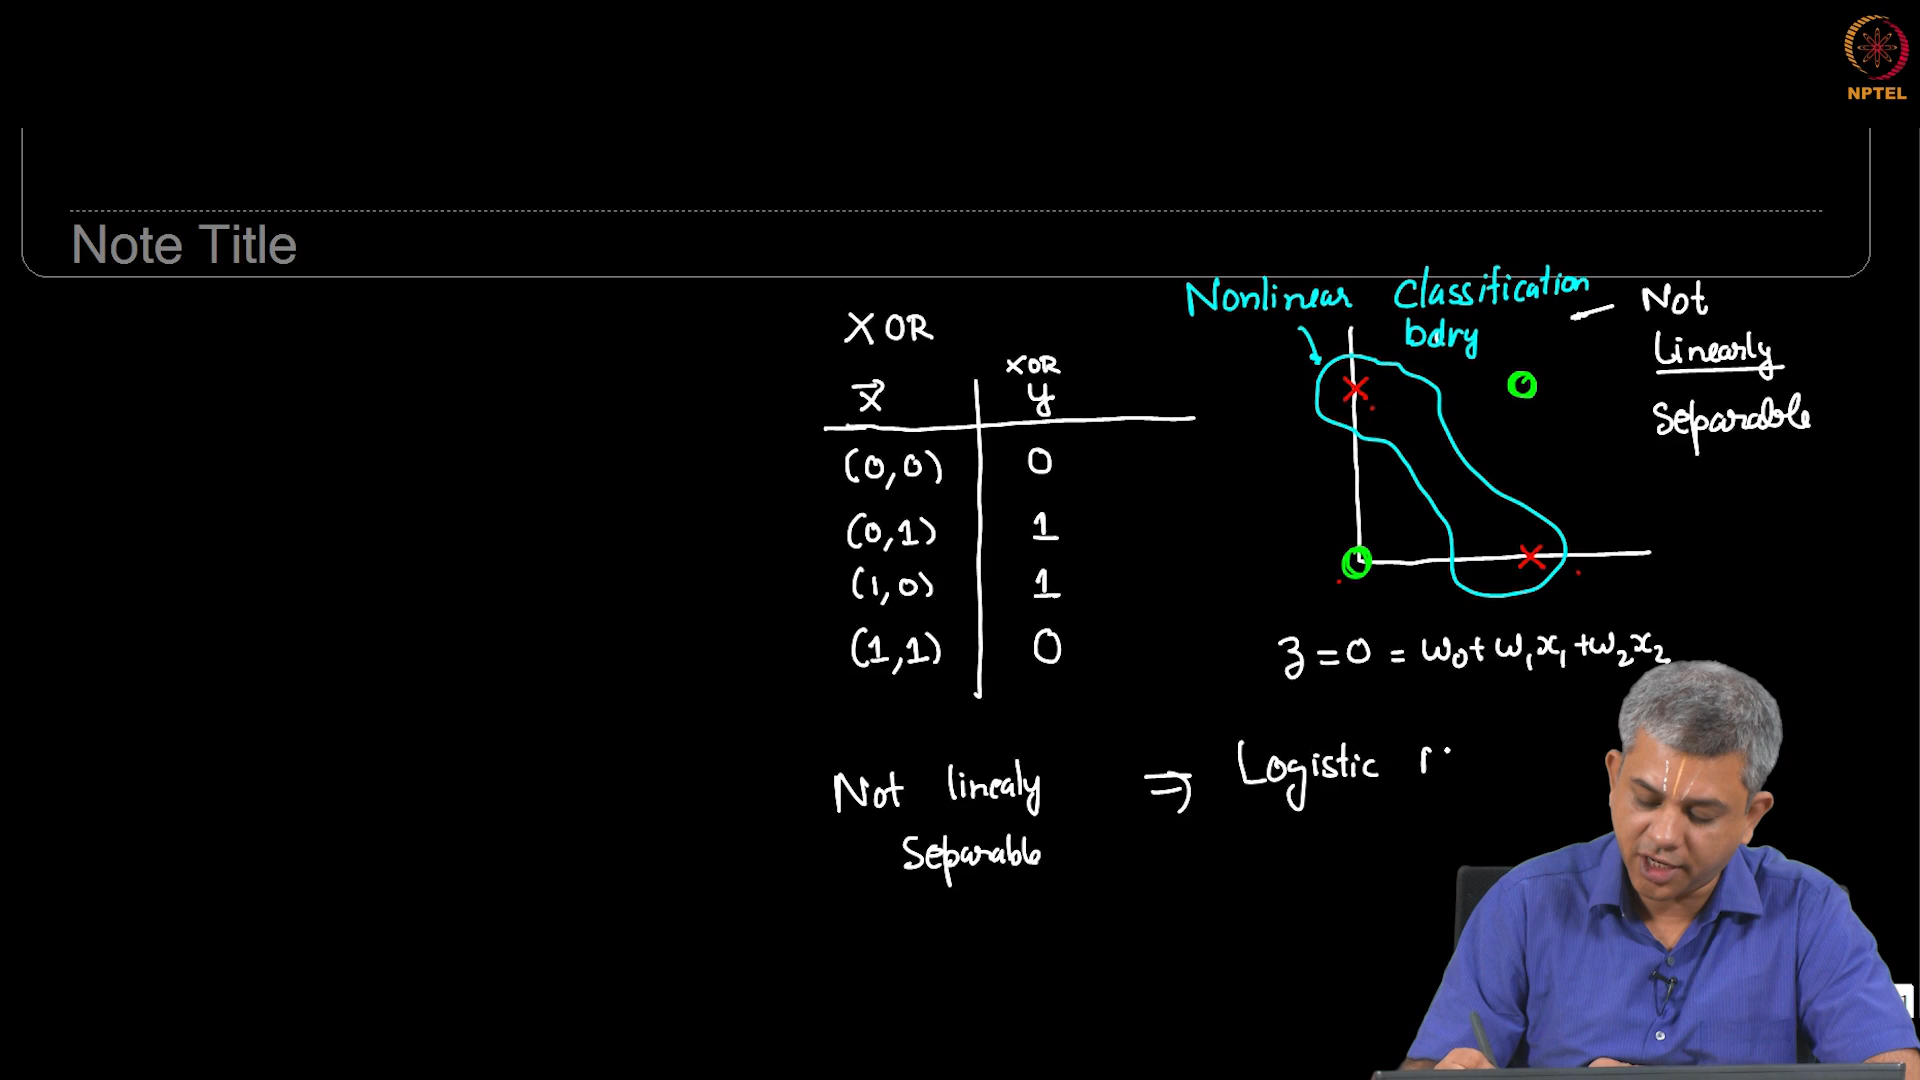 NPTEL
Note Title
XOR
x⃗
XOR
y
(0,0) 0
(0,1) 1
(1,0) 1
(1,1) 0
Nonlinear Classification
bdry
Not
Linearly
Separable
z = 0 = w₀ + w₁x₁ + w₂x₂
Not linealy ⇒ Logistic
Separable